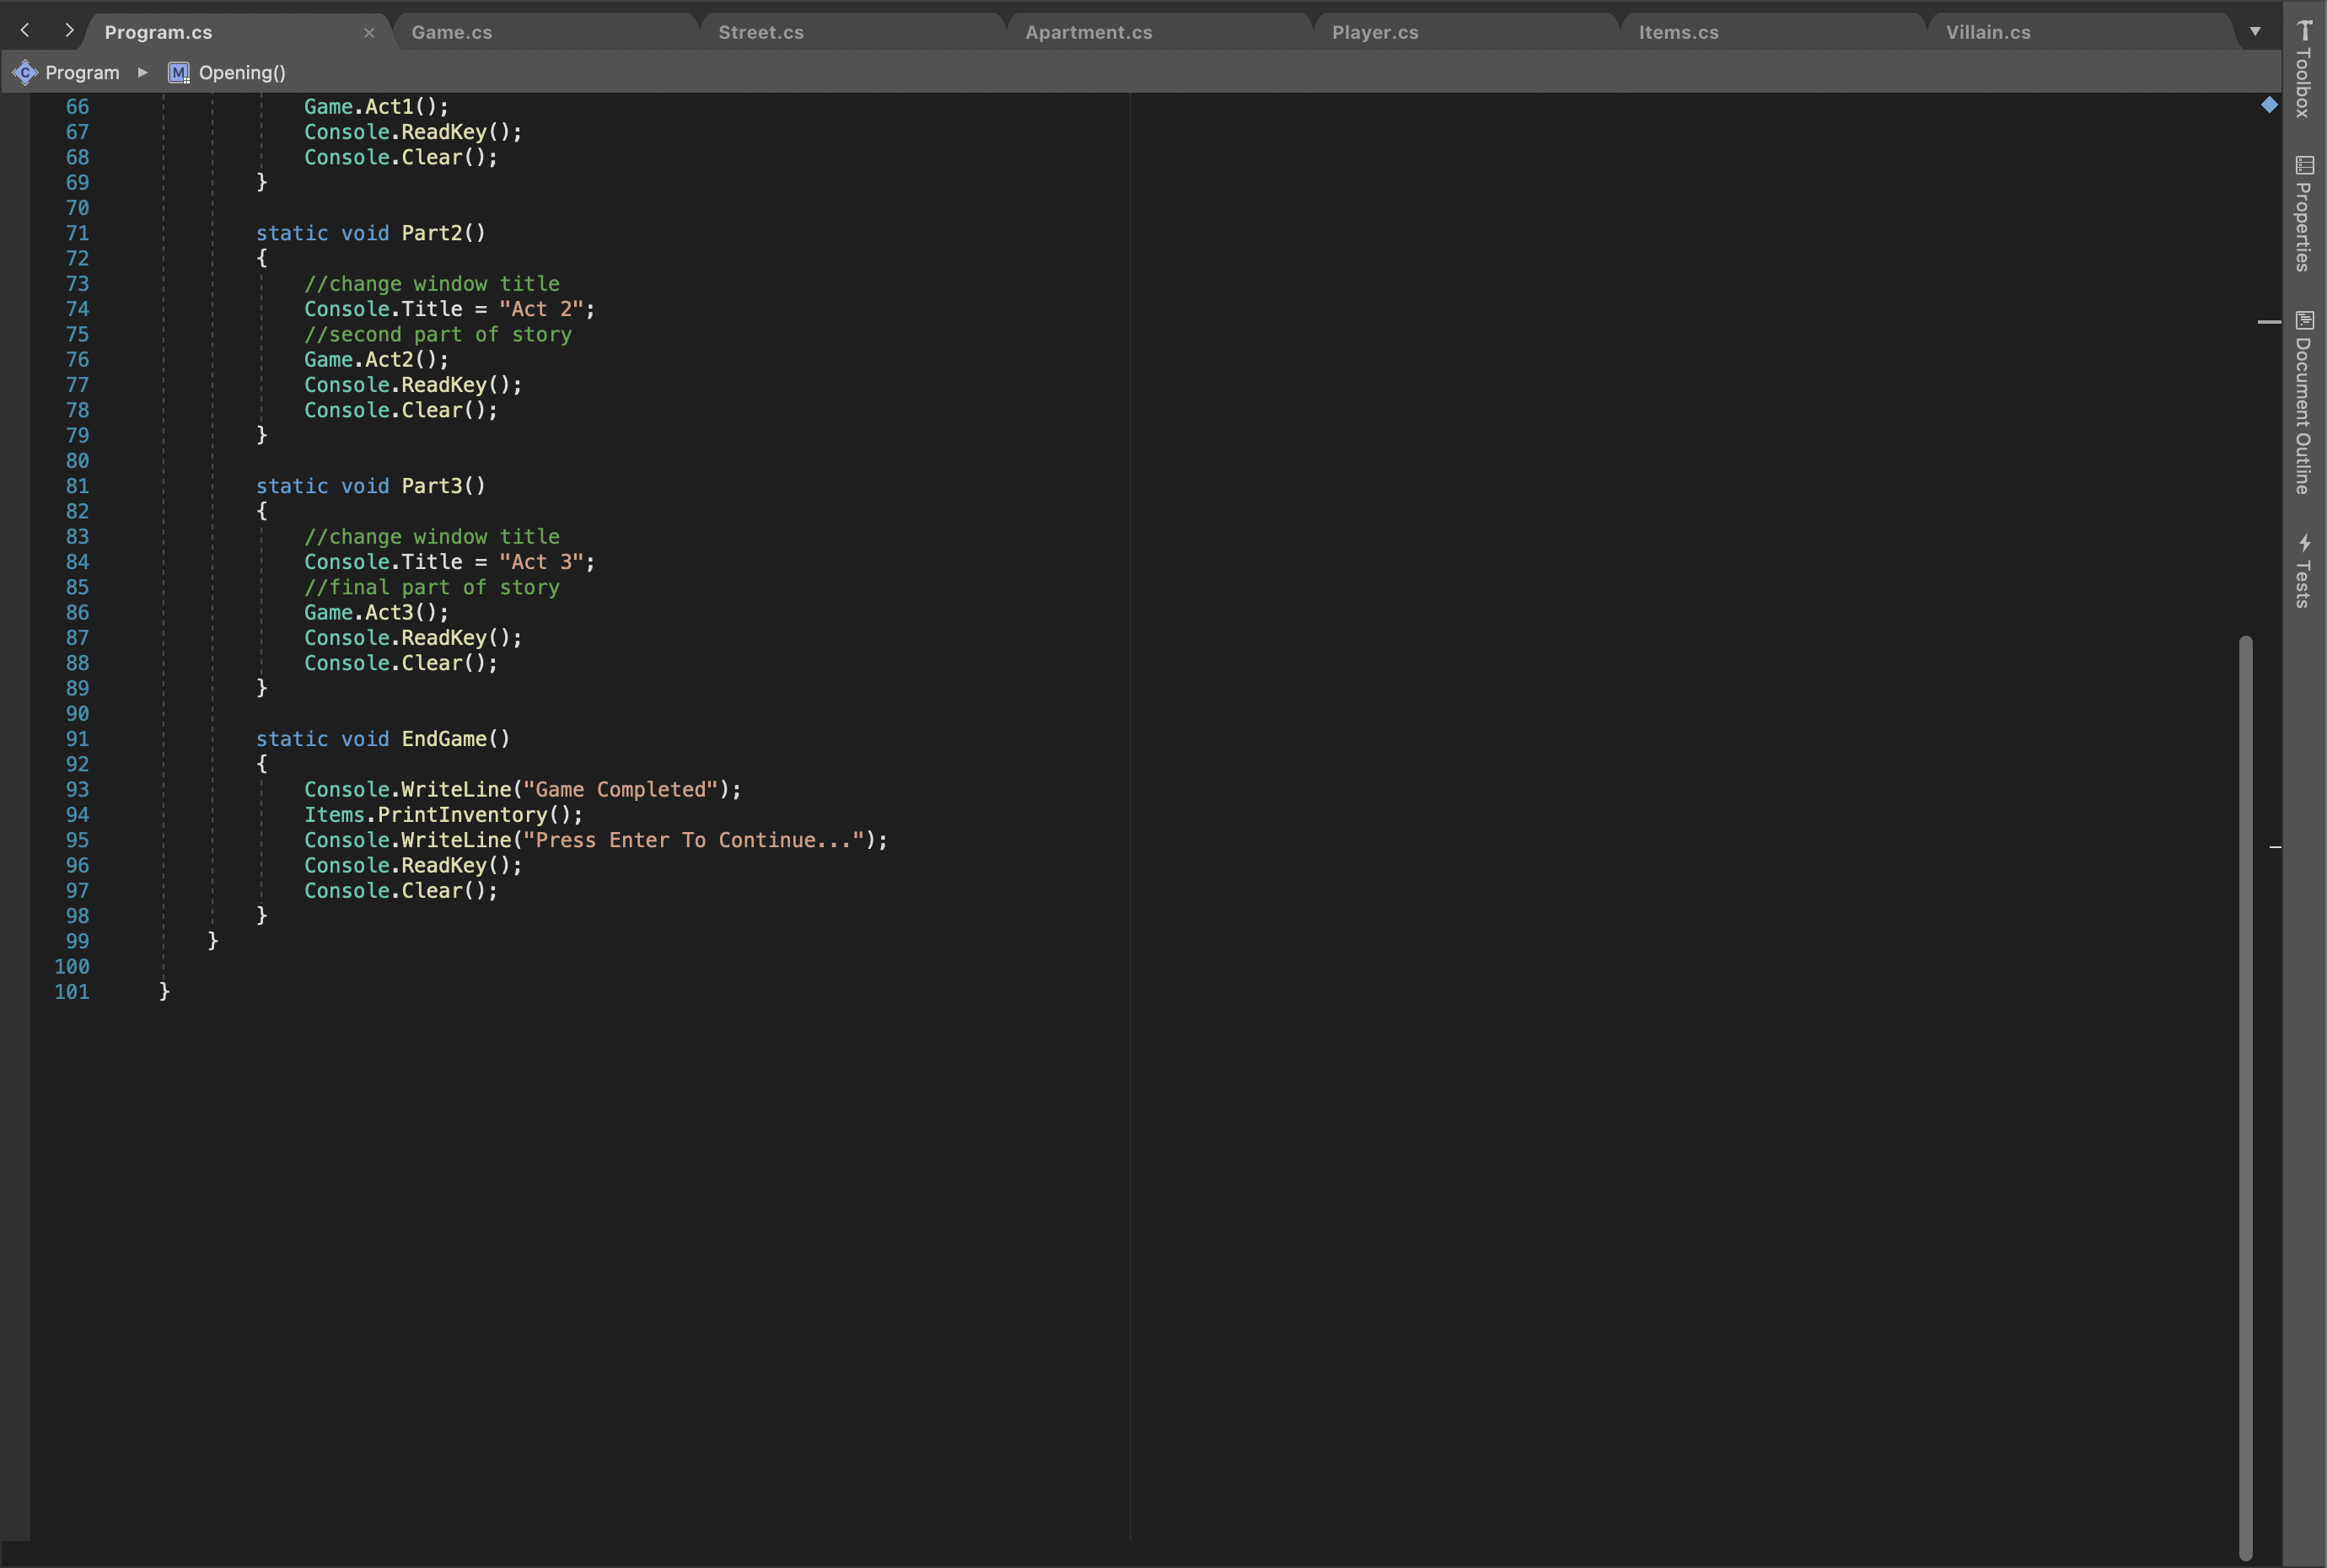 Program.cs Game.cs Street.cs Apartment.cs Player.cs Items.cs Villain.cs
Program Opening()
66 Game.Act1();
67 Console.ReadKey();
68 Console.Clear();
69 }
70
71 static void Part2()
72 {
73 //change window title
74 Console.Title = "Act 2";
75 //second part of story
76 Game.Act2();
77 Console.ReadKey();
78 Console.Clear();
79 }
80
81 static void Part3()
82 {
83 //change window title
84 Console.Title = "Act 3";
85 //final part of story
86 Game.Act3();
87 Console.ReadKey();
88 Console.Clear();
89 }
90
91 static void EndGame()
92 {
93 Console.WriteLine("Game Completed");
94 Items.PrintInventory();
95 Console.WriteLine("Press Enter To Continue...");
96 Console.ReadKey();
97 Console.Clear();
98 }
99 }
100
101 }
Toolbox
Properties
Document Outline
Tests